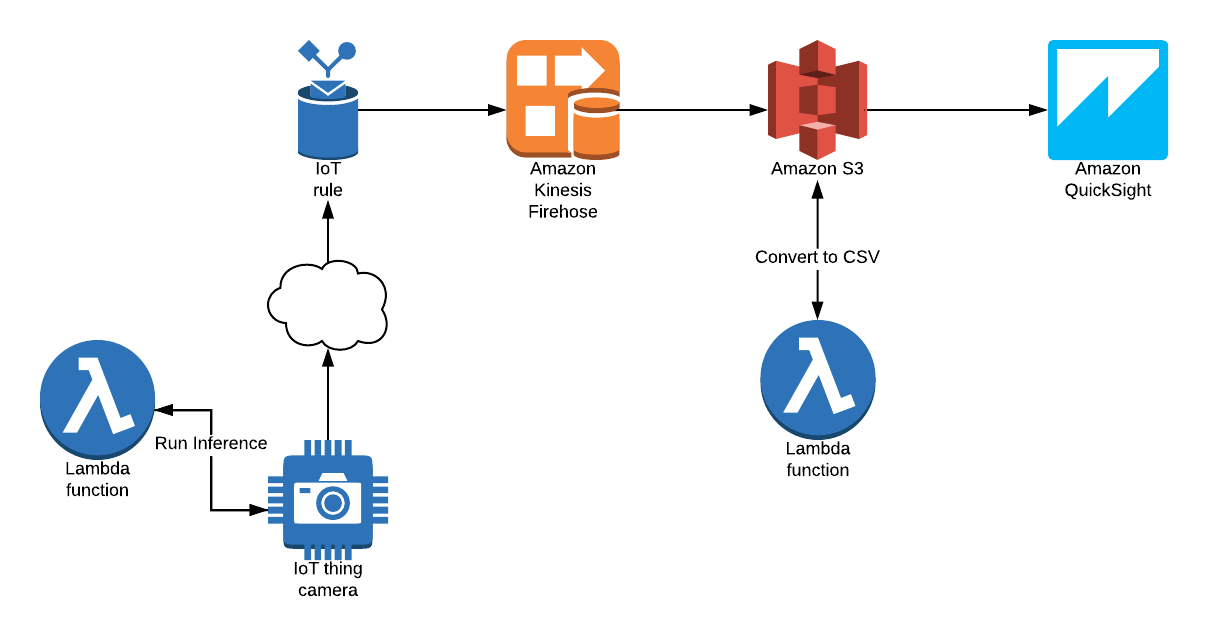 IoT
rule
Amazon
Kinesis
Firehose
Amazon S3
Amazon
QuickSight
Convert to CSV
Lambda
function
Run Inference
Lambda
function
IoT thing
camera